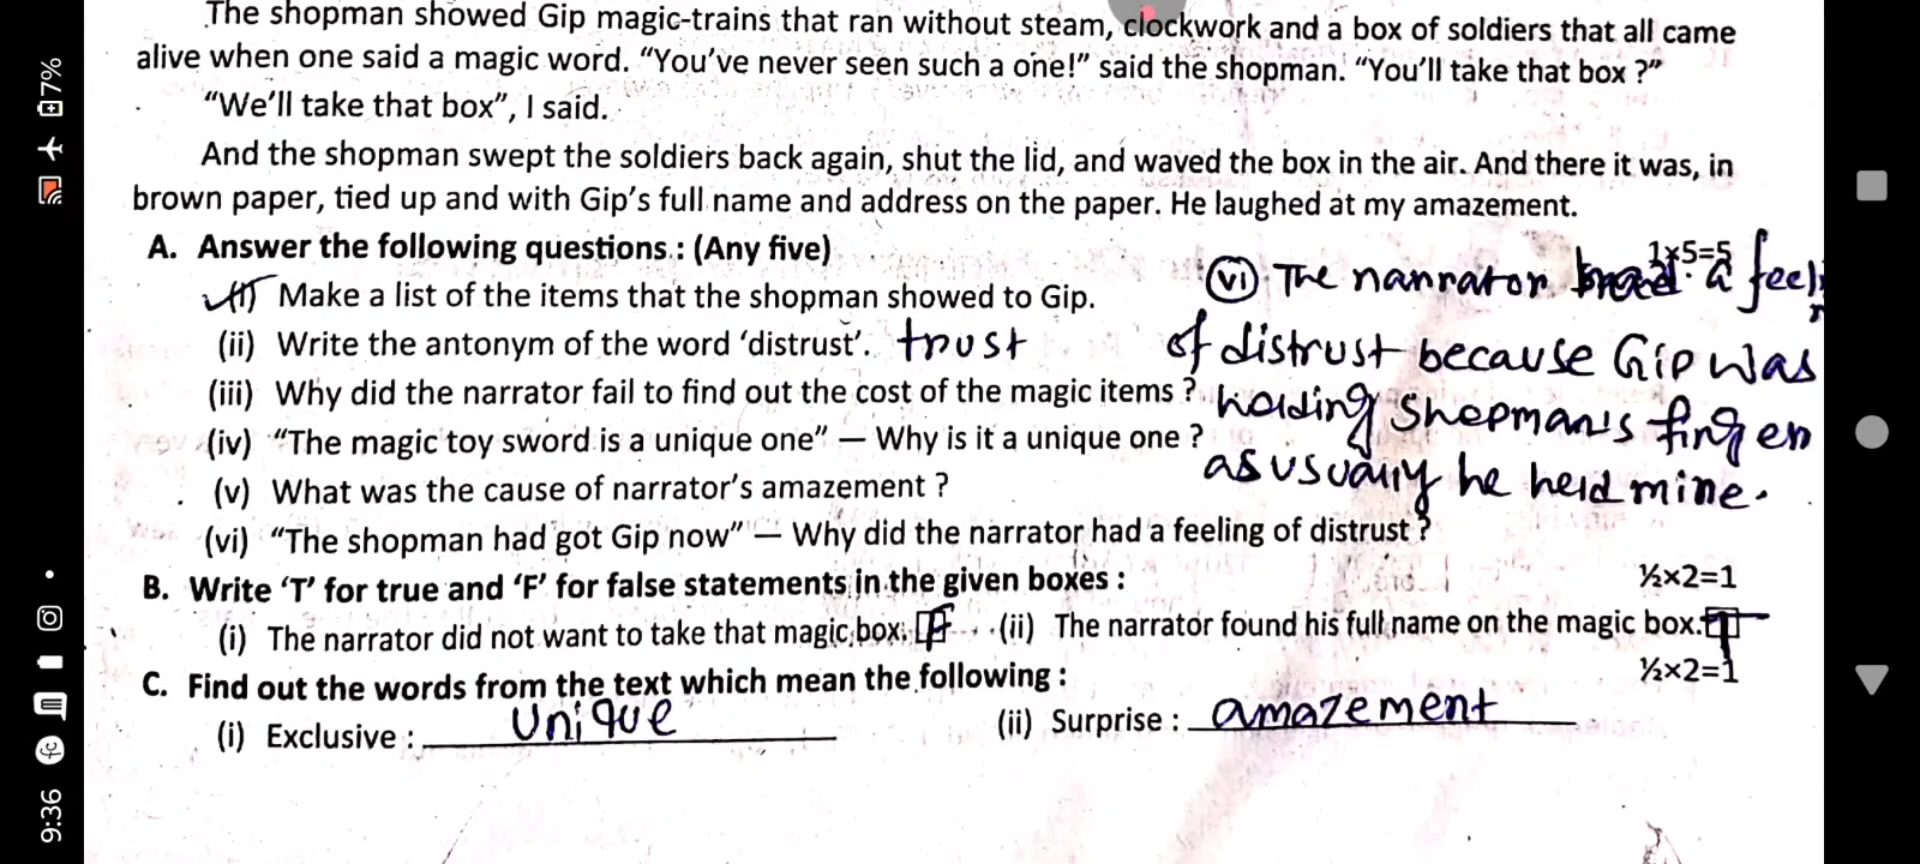 The shopman showed Gip magic-trains that ran without steam, clockwork and a box of soldiers that all came
alive when one said a magic word. “You’ve never seen such a one!” said the shopman. “You’ll take that box ?”
“We’ll take that box”, I said.
And the shopman swept the soldiers back again, shut the lid, and waved the box in the air. And there it was, in
brown paper, tied up and with Gip’s full name and address on the paper. He laughed at my amazement.
A. Answer the following questions : (Any five) 1×5=5
(i) Make a list of the items that the shopman showed to Gip.
(ii) Write the antonym of the word ‘distrust’. trust
(iii) Why did the narrator fail to find out the cost of the magic items ?
(iv) “The magic toy sword is a unique one” — Why is it a unique one ?
(v) What was the cause of narrator’s amazement ?
(vi) “The shopman had got Gip now” — Why did the narrator had a feeling of distrust ?
(vi) The narrator had a feeli
of distrust because Gip was
holding shopman's finger
as usually he held mine.
B. Write ‘T’ for true and ‘F’ for false statements in the given boxes : ½×2=1
(i) The narrator did not want to take that magic box. F (ii) The narrator found his full name on the magic box. T
C. Find out the words from the text which mean the following : ½×2=1
(i) Exclusive : unique (ii) Surprise : amazement
9:36
7%